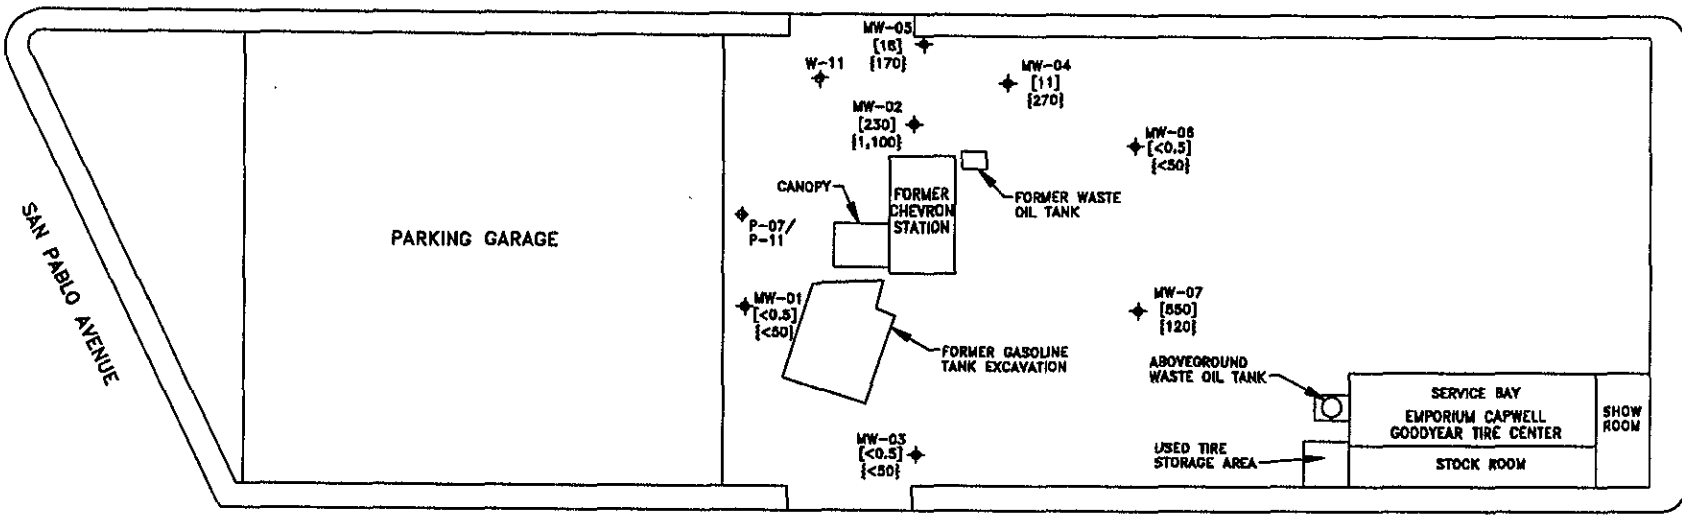 MW-05
[16]
{170}
W-11
MW-04
[11]
{270}
MW-02
[230]
{1,100}
MW-06
[<0.5]
{<50}
CANOPY
FORMER
CHEVRON
STATION
FORMER WASTE
OIL TANK
SAN PABLO AVENUE
PARKING GARAGE
P-07/
P-11
MW-01
[<0.5]
{<50}
MW-07
[550]
{120}
FORMER GASOLINE
TANK EXCAVATION
ABOVEGROUND
WASTE OIL TANK
SERVICE BAY
EMPORIUM CAPWELL
GOODYEAR TIRE CENTER
SHOW
ROOM
MW-03
[<0.5]
{<50}
USED TIRE
STORAGE AREA
STOCK ROOM